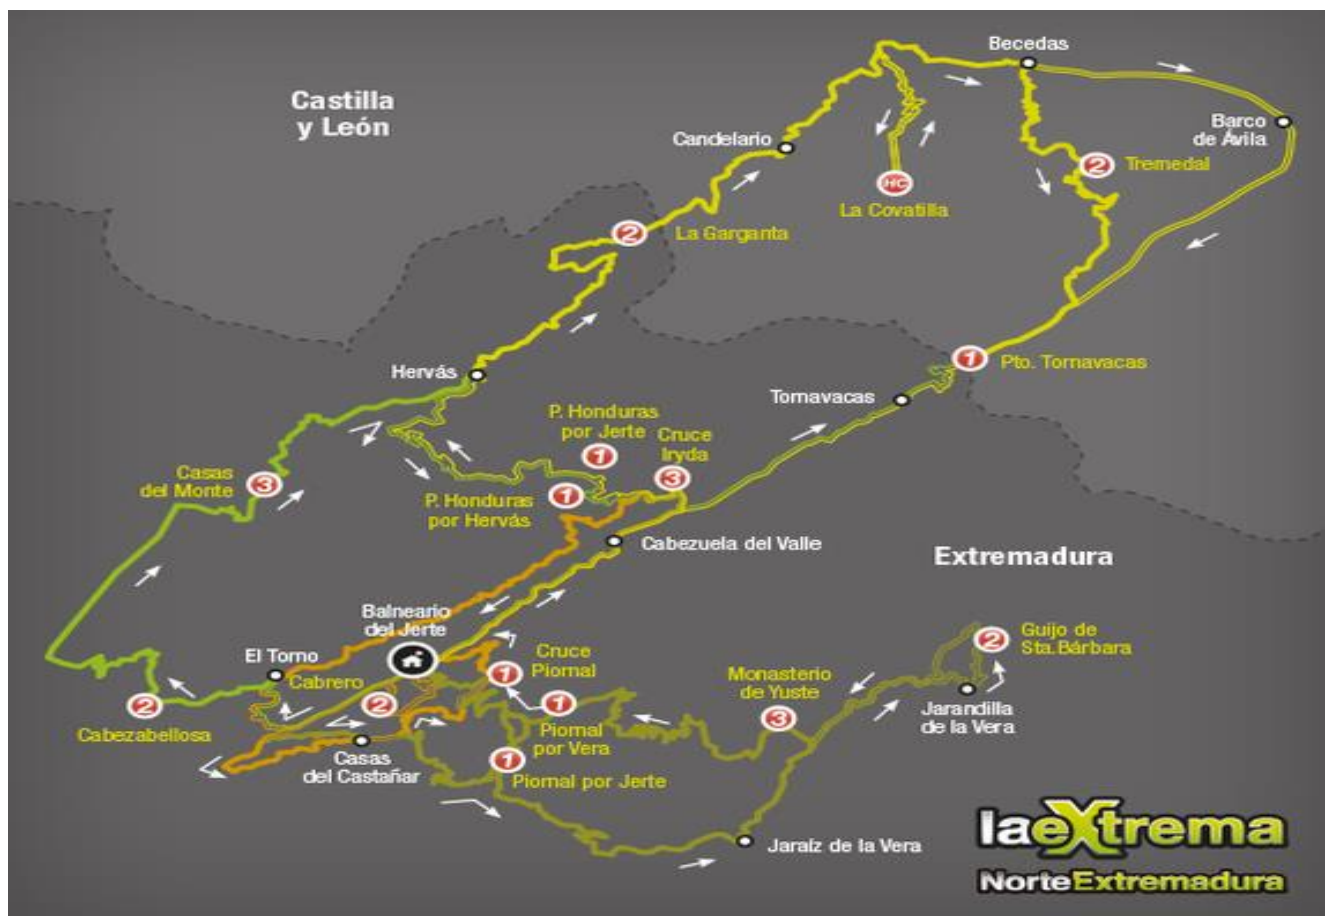 Becedas
Castilla
y León
Barco
de Ávila
Candelario
2
Tremedal
HC
La Covatilla
2
La Garganta
Hervás
1
Pto. Tornavacas
Tornavacas
P. Honduras
por Jerte
1
Cruce
Iryda
3
Casas
del Monte
3
P. Honduras
por Hervás
1
Cabezuela del Valle
Extremadura
Balneario
del Jerte
El Torno
Cabrero
2
Cruce
Piornal
1
Guijo de
Sta.Bárbara
2
Monasterio
de Yuste
3
Jarandilla
de la Vera
2
Cabezabellosa
1
Piornal
por Vera
Casas
del Castañar
1
Piornal por Jerte
Jaraíz de la Vera
laeXtrema
NorteExtremadura